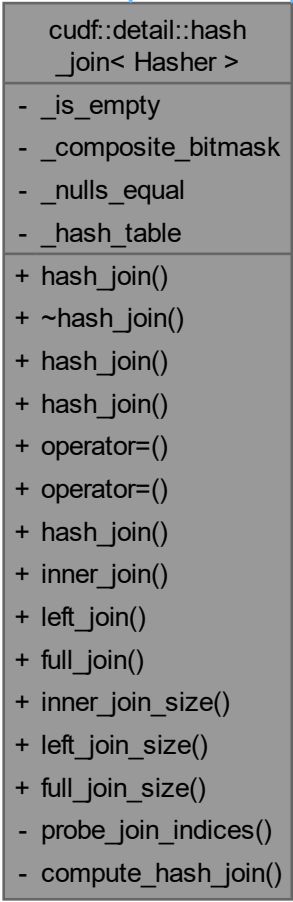 cudf::detail::hash
_join< Hasher >
- _is_empty
- _composite_bitmask
- _nulls_equal
- _hash_table
+ hash_join()
+ ~hash_join()
+ hash_join()
+ hash_join()
+ operator=()
+ operator=()
+ hash_join()
+ inner_join()
+ left_join()
+ full_join()
+ inner_join_size()
+ left_join_size()
+ full_join_size()
- probe_join_indices()
- compute_hash_join()